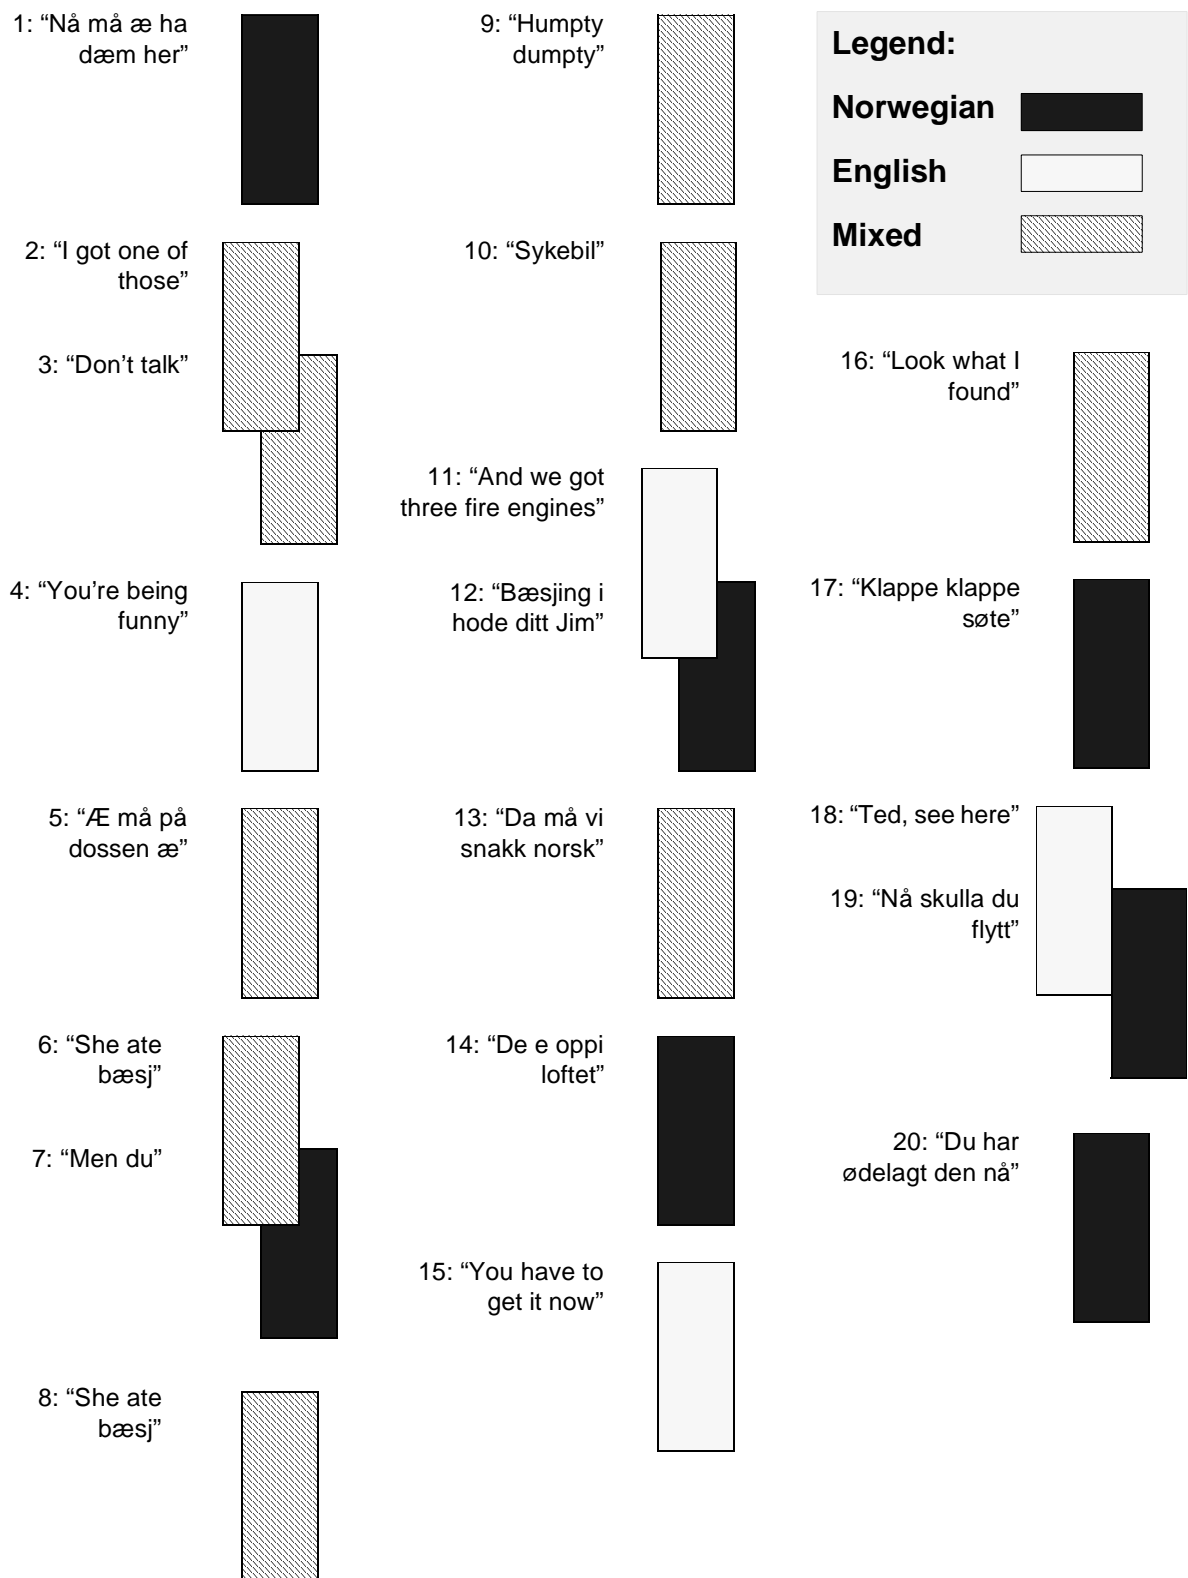 1: “Nå må æ ha
dæm her”
2: “I got one of
those”
3: “Don't talk”
4: “You're being
funny”
5: “Æ må på
dossen æ”
6: “She ate
bæsj”
7: “Men du”
8: “She ate
bæsj”
9: “Humpty
dumpty”
10: “Sykebil”
11: “And we got
three fire engines”
12: “Bæsjing i
hode ditt Jim”
13: “Da må vi
snakk norsk”
14: “De e oppi
loftet”
15: “You have to
get it now”
Legend:
Norwegian
English
Mixed
16: “Look what I
found”
17: “Klappe klappe
søte”
18: “Ted, see here”
19: “Nå skulla du
flytt”
20: “Du har
ødelagt den nå”